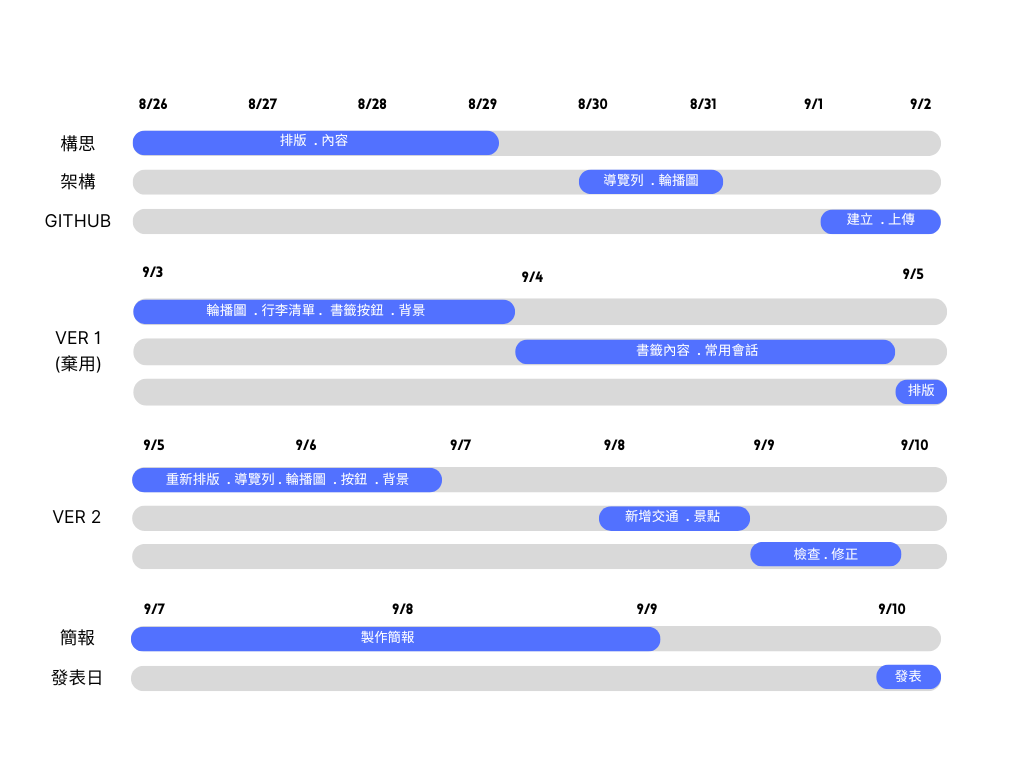 8/26 8/27 8/28 8/29 8/30 8/31 9/1 9/2
構思 排版 . 內容
架構 導覽列 . 輪播圖
GITHUB 建立 . 上傳
9/3 9/4 9/5
輪播圖 . 行李清單 . 書籤按鈕 . 背景
VER 1
(棄用)
書籤內容 . 常用會話
排版
9/5 9/6 9/7 9/8 9/9 9/10
重新排版 . 導覽列 . 輪播圖 . 按鈕 . 背景
VER 2 新增交通 . 景點
檢查 . 修正
9/7 9/8 9/9 9/10
簡報 製作簡報
發表日 發表